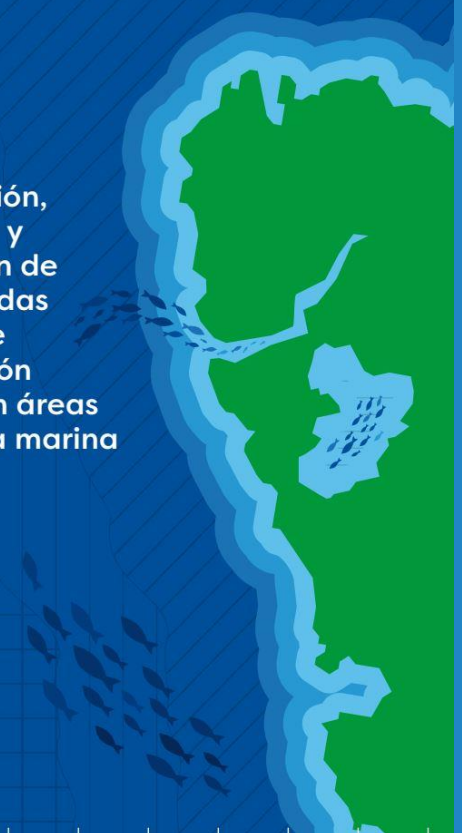 ión,
y
n de
das
e
ón
n áreas
a marina